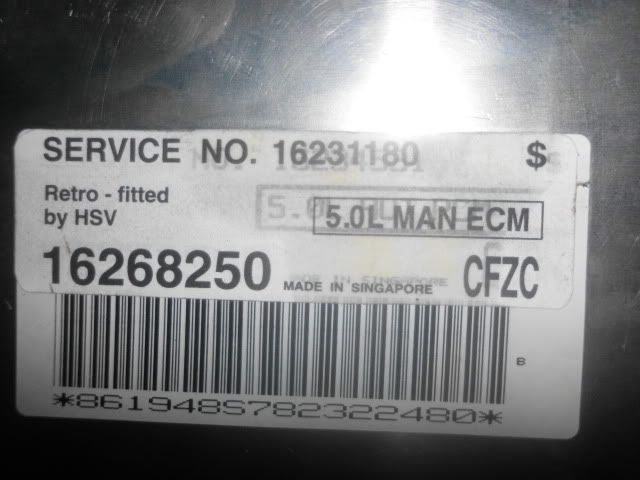 SERVICE NO. 16231180 $
Retro - fitted
by HSV
5.0L MAN ECM
16268250 MADE IN SINGAPORE CFZC
B
*861948S782322480*